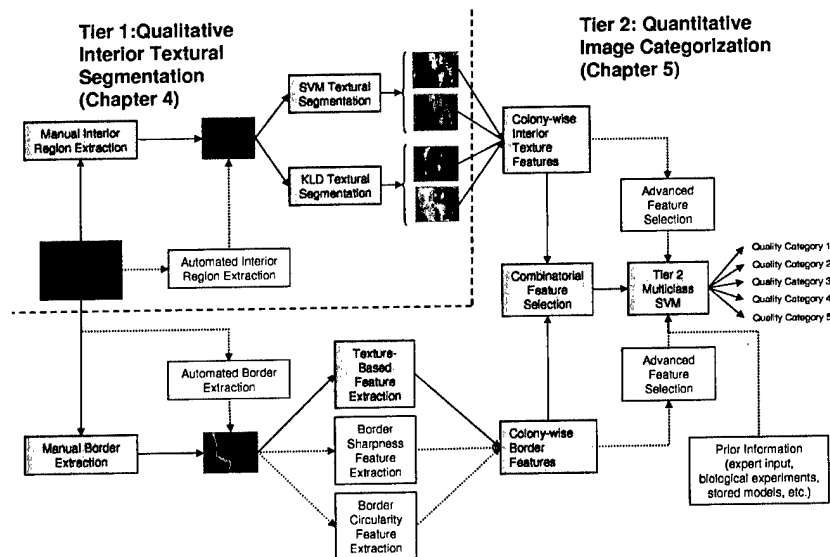 Tier 1:Qualitative
Interior Textural
Segmentation
(Chapter 4)
Tier 2: Quantitative
Image Categorization
(Chapter 5)
SVM Textural
Segmentation
Manual Interior
Region Extraction
KLD Textural
Segmentation
Colony-wise
Interior
Texture
Features
Advanced
Feature
Selection
Automated Interior
Region Extraction
Combinatorial
Feature
Selection
Tier 2
Multiclass
SVM
Quality Category 1
Quality Category 2
Quality Category 3
Quality Category 4
Quality Category 5
Automated Border
Extraction
Texture-
Based
Feature
Extraction
Advanced
Feature
Selection
Manual Border
Extraction
Border
Sharpness
Feature
Extraction
Colony-wise
Border
Features
Prior Information
(expert input,
biological experiments,
stored models, etc.)
Border
Circularity
Feature
Extraction